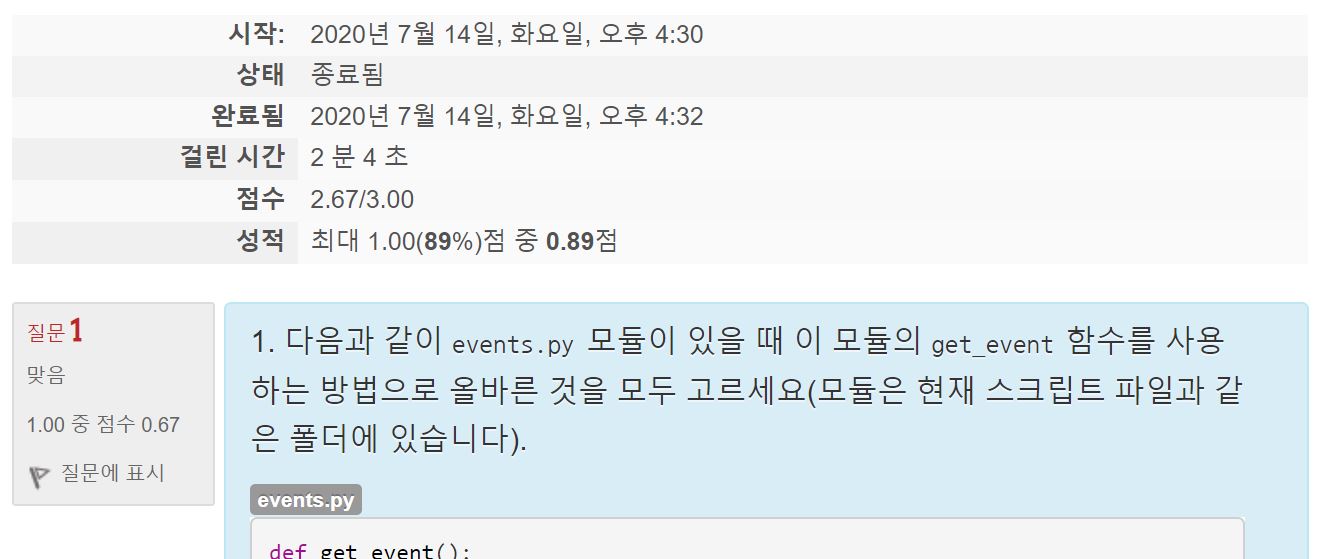 시작: 2020년 7월 14일, 화요일, 오후 4:30
상태 종료됨
완료됨 2020년 7월 14일, 화요일, 오후 4:32
걸린 시간 2 분 4 초
점수 2.67/3.00
성적 최대 1.00(89%)점 중 0.89점
질문 1
맞음
1.00 중 점수 0.67
질문에 표시
1. 다음과 같이 events.py 모듈이 있을 때 이 모듈의 get_event 함수를 사용
하는 방법으로 올바른 것을 모두 고르세요(모듈은 현재 스크립트 파일과 같
은 폴더에 있습니다).
events.py
def get_event():